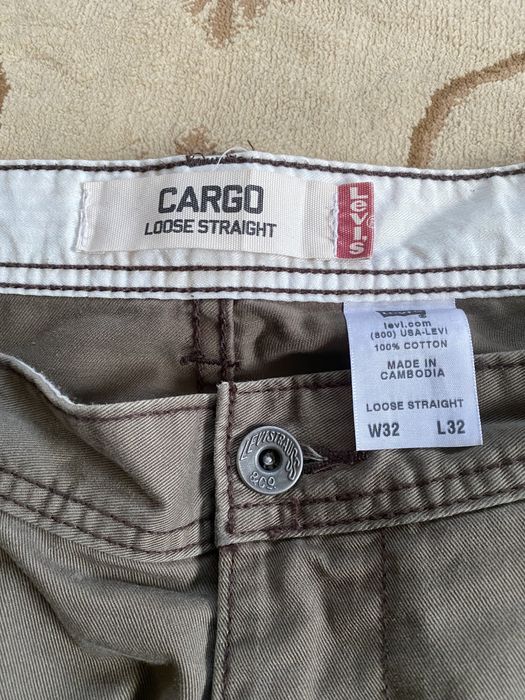 CARGO
LOOSE STRAIGHT
Levi's®
levi.com
(800) USA-LEVI
100% COTTON
MADE IN
CAMBODIA
LOOSE STRAIGHT
W32 L32
LEVI STRAUSS
& Co.